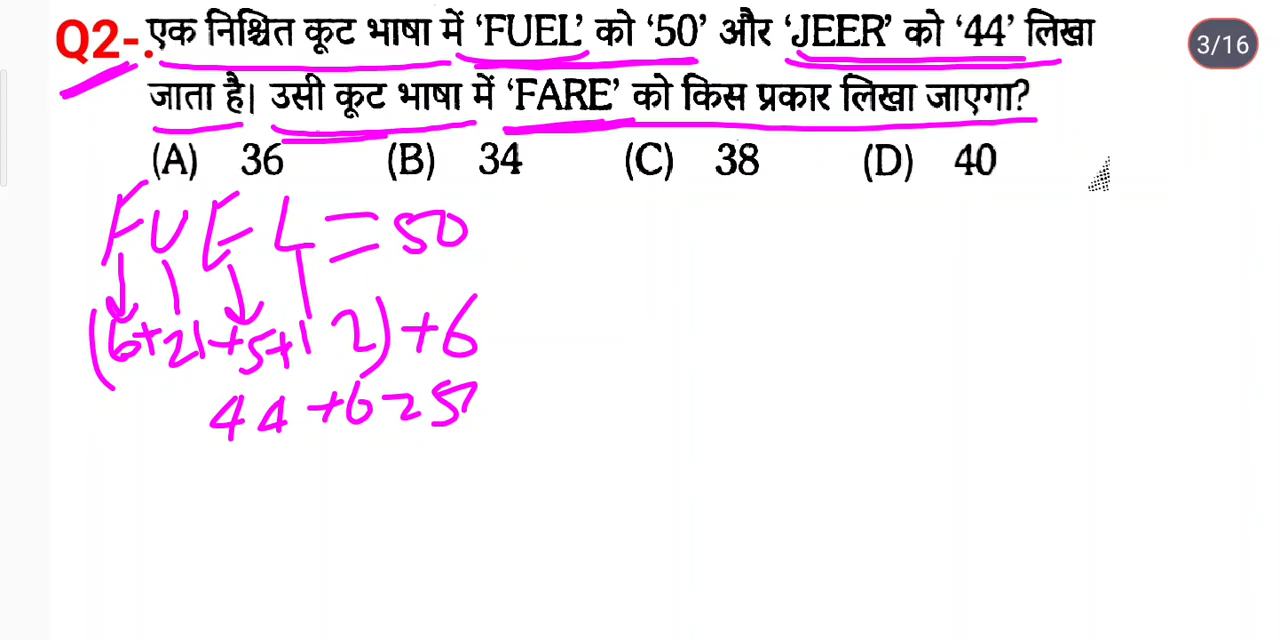 Q2-. एक निश्चित कूट भाषा में ‘FUEL’ को ‘50’ और ‘JEER’ को ‘44’ लिखा
3/16
जाता है। उसी कूट भाषा में ‘FARE’ को किस प्रकार लिखा जाएगा?
(A) 36 (B) 34 (C) 38 (D) 40
FUEL = 50
(6+21+5+12)+6
44+6=5